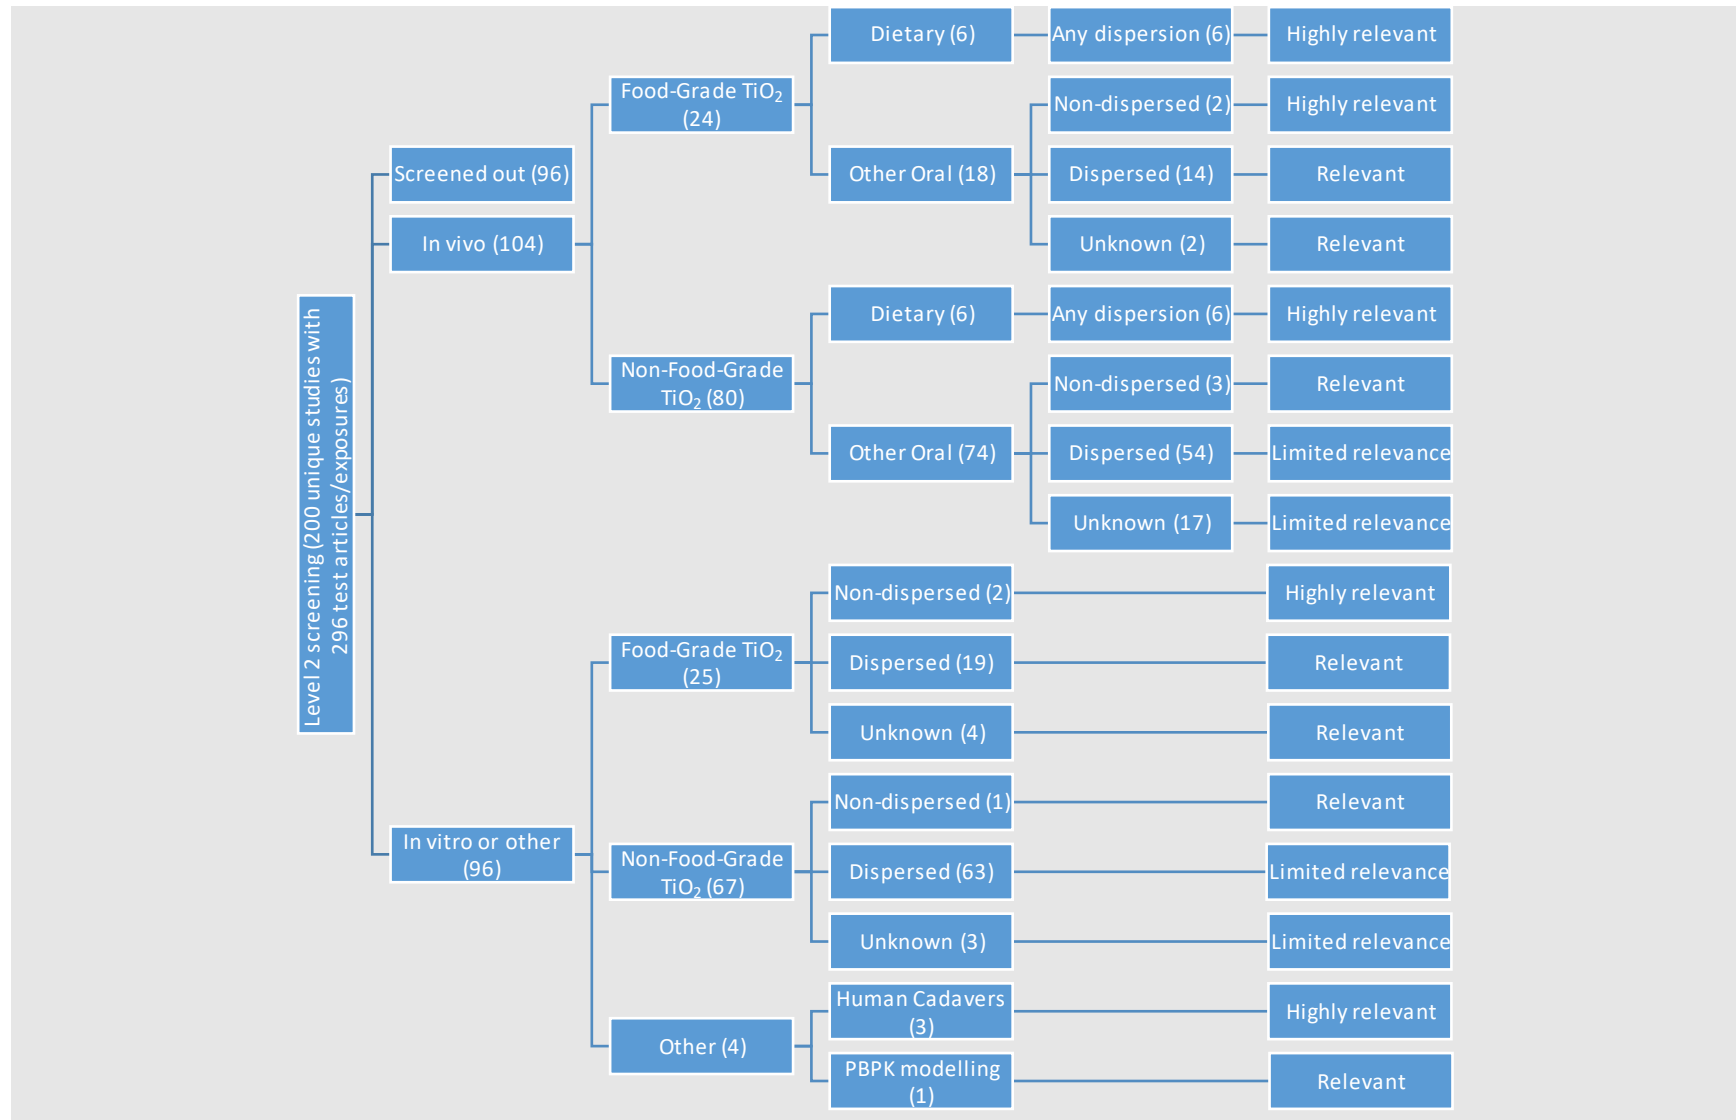 Level 2 screening (200 unique studies with
296 test articles/exposures)
Screened out (96)
In vivo (104)
Food-Grade TiO₂
(24)
Dietary (6)
Any dispersion (6)
Highly relevant
Other Oral (18)
Non-dispersed (2)
Highly relevant
Dispersed (14)
Relevant
Unknown (2)
Relevant
Non-Food-Grade
TiO₂ (80)
Dietary (6)
Any dispersion (6)
Highly relevant
Other Oral (74)
Non-dispersed (3)
Relevant
Dispersed (54)
Limited relevance
Unknown (17)
Limited relevance
In vitro or other
(96)
Food-Grade TiO₂
(25)
Non-dispersed (2)
Highly relevant
Dispersed (19)
Relevant
Unknown (4)
Relevant
Non-Food-Grade
TiO₂ (67)
Non-dispersed (1)
Relevant
Dispersed (63)
Limited relevance
Unknown (3)
Limited relevance
Other (4)
Human Cadavers
(3)
Highly relevant
PBPK modelling
(1)
Relevant